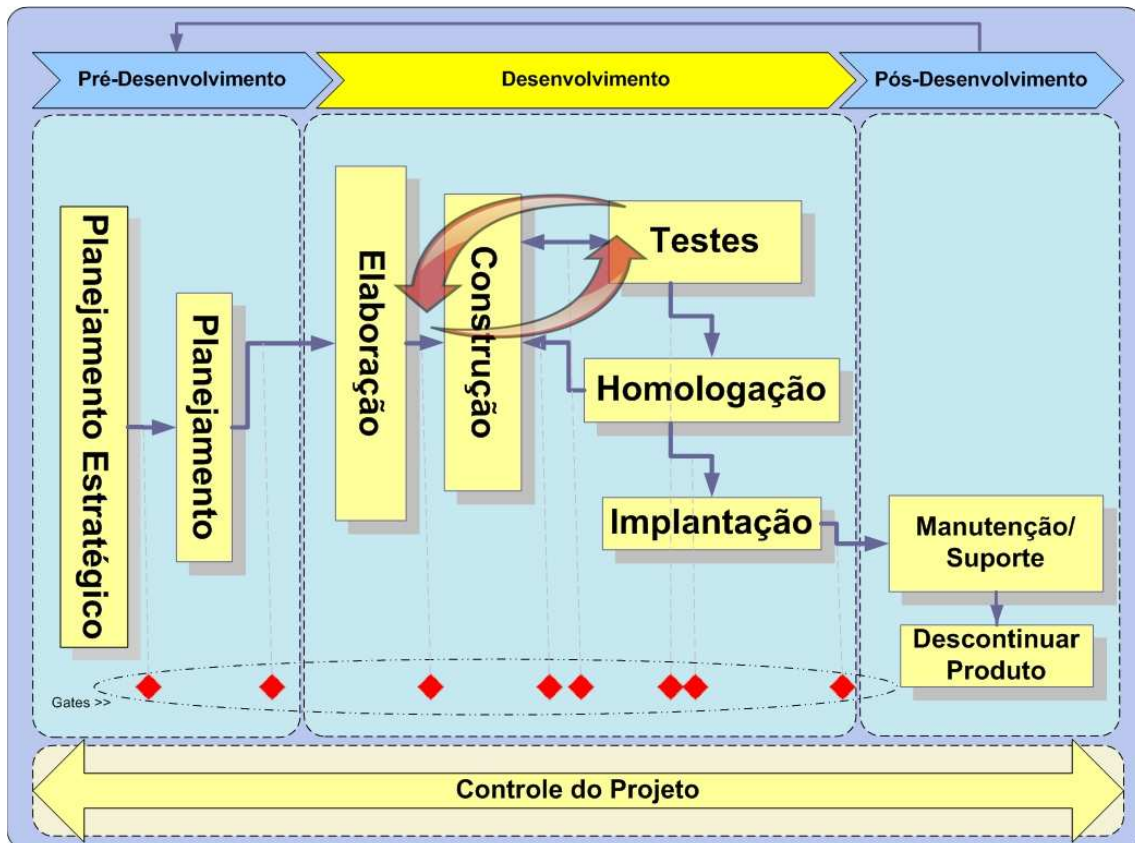 Pré-Desenvolvimento
Desenvolvimento
Pós-Desenvolvimento
Planejamento Estratégico
Planejamento
Elaboração
Construção
Testes
Homologação
Implantação
Manutenção/
Suporte
Descontinuar
Produto
Gates >>
Controle do Projeto